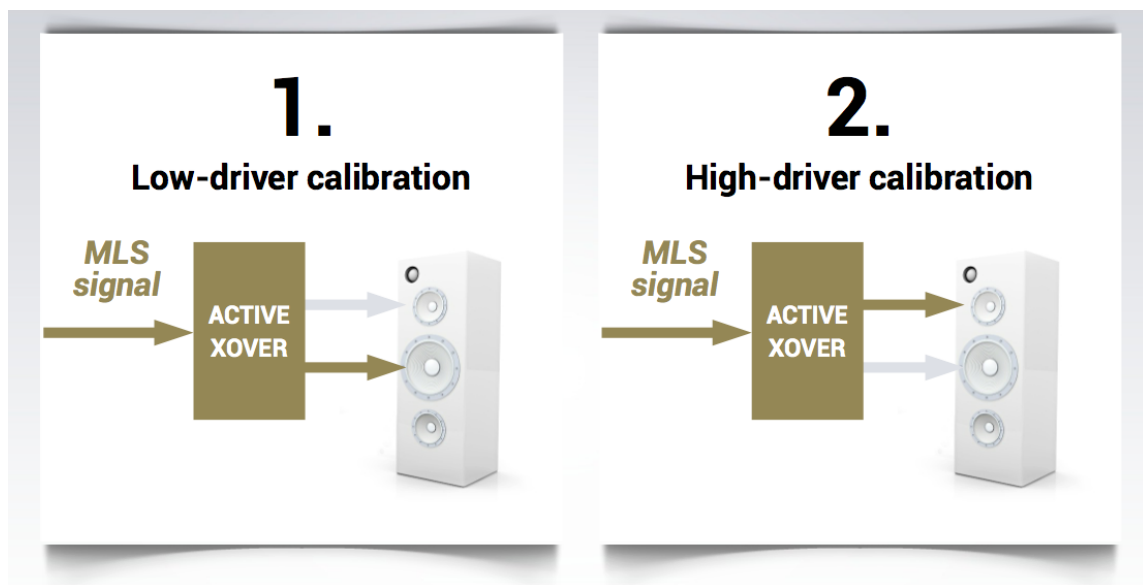 1.
Low-driver calibration
MLS
signal
ACTIVE
XOVER
2.
High-driver calibration
MLS
signal
ACTIVE
XOVER